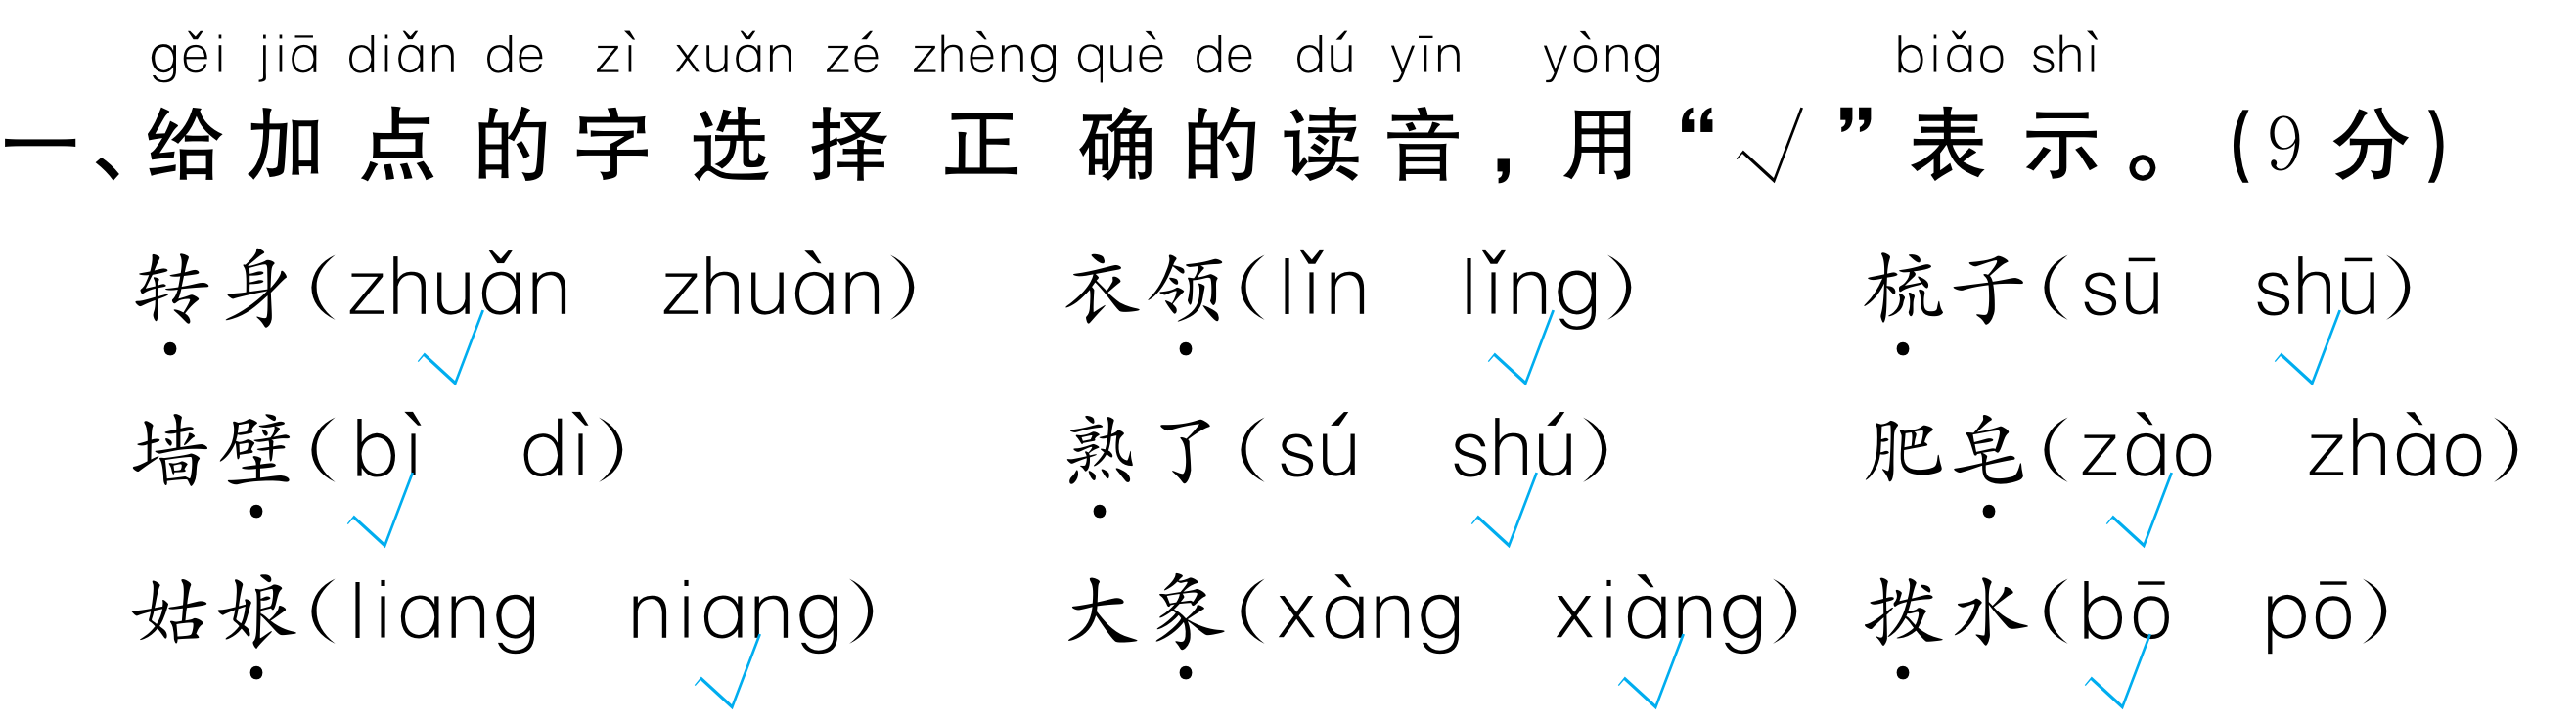 gěi jiā diǎn de zì xuǎn zé zhèng què de dú yīn yòng biǎo shì
一、给加点的字选择正确的读音,用“√”表示。(9分)
转身(zhuǎn√ zhuàn) 衣领(lǐn lǐng√) 梳子(sū shū√)
墙壁(bì√ dì) 熟了(sú shú√) 肥皂(zào√ zhào)
姑娘(liang niang√) 大象(xàng xiàng√) 拨水(bō√ pō)